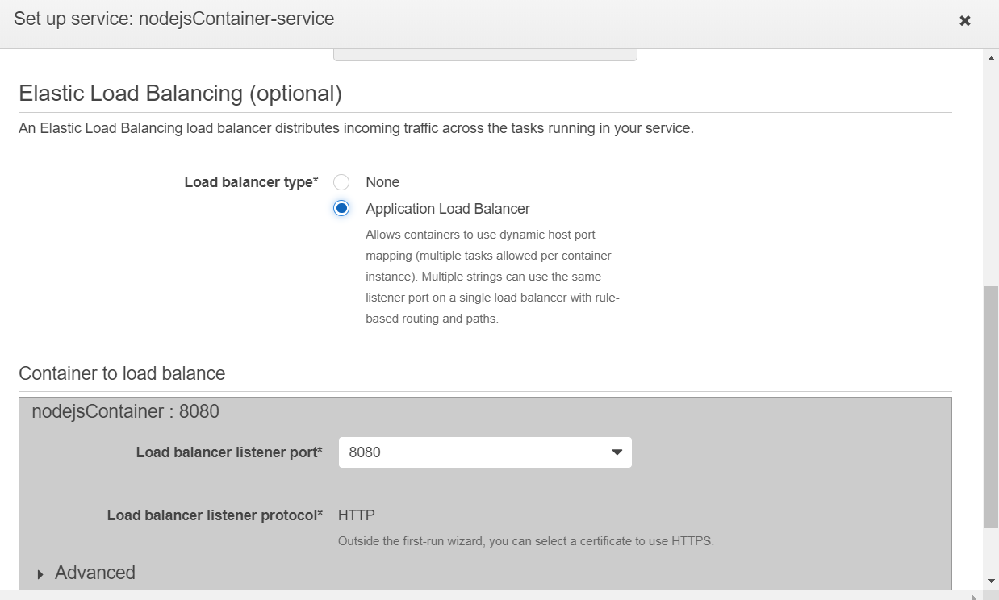 Set up service: nodejsContainer-service
Elastic Load Balancing (optional)
An Elastic Load Balancing load balancer distributes incoming traffic across the tasks running in your service.
Load balancer type* None
Application Load Balancer
Allows containers to use dynamic host port
mapping (multiple tasks allowed per container
instance). Multiple strings can use the same
listener port on a single load balancer with rule-
based routing and paths.
Container to load balance
nodejsContainer : 8080
Load balancer listener port* 8080
Load balancer listener protocol* HTTP
Outside the first-run wizard, you can select a certificate to use HTTPS.
Advanced